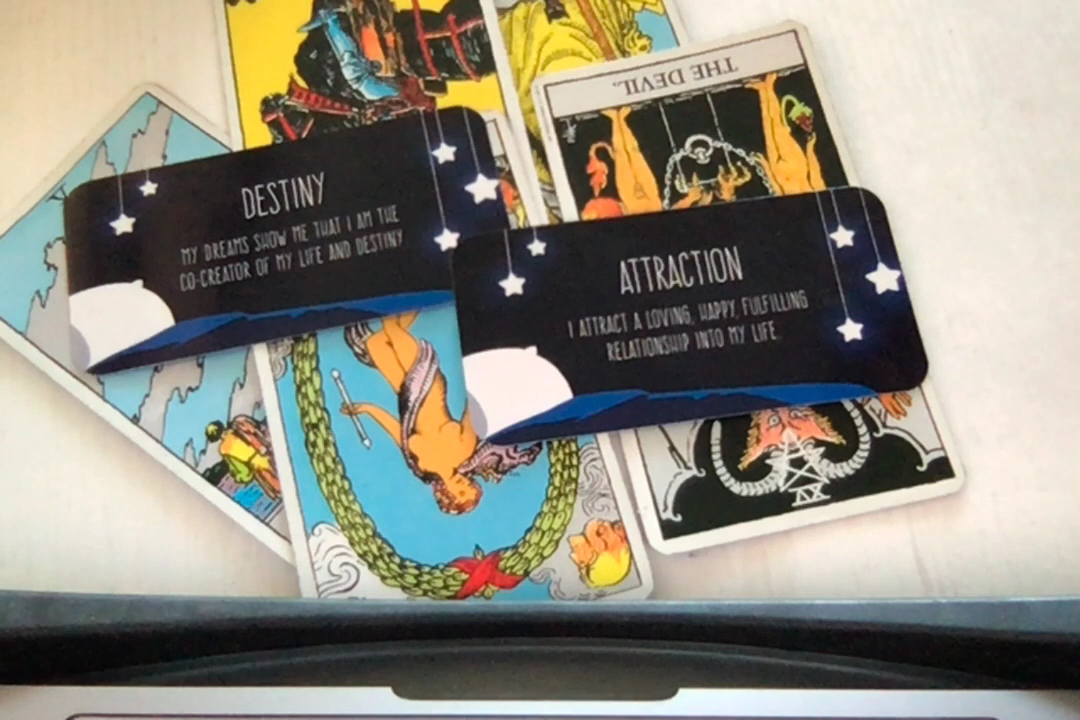 THE DEVIL.
DESTINY
MY DREAMS SHOW ME THAT I AM THE
CO-CREATOR OF MY LIFE AND DESTINY
ATTRACTION
I ATTRACT A LOVING, HAPPY, FULFILLING
RELATIONSHIP INTO MY LIFE.
XV